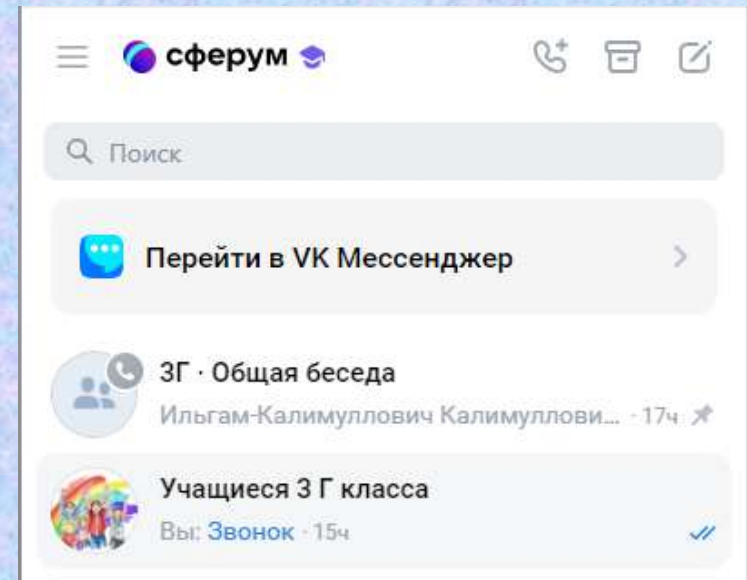 сферум
Поиск
Перейти в VK Мессенджер
3Г · Общая беседа
Ильгам-Калимуллович Калимуллови... · 17ч
Учащиеся 3 Г класса
Вы: Звонок · 15ч